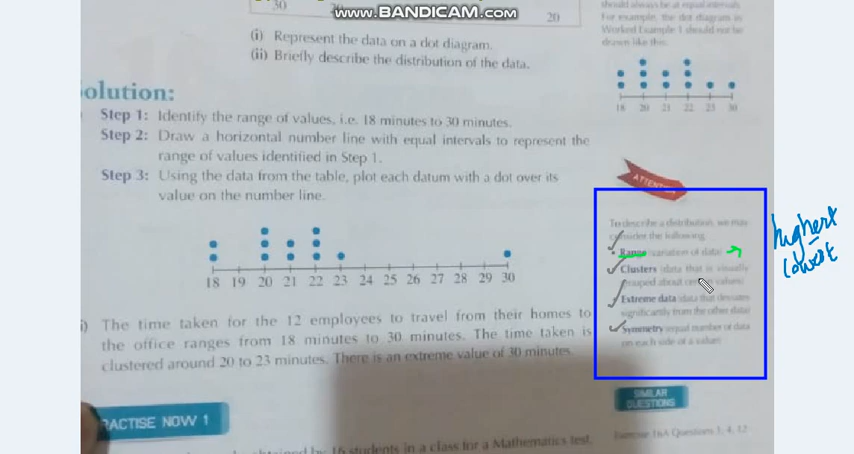 30
20
www.BANDICAM.com
(i) Represent the data on a dot diagram.
(ii) Briefly describe the distribution of the data.
olution:
Step 1: Identify the range of values, i.e. 18 minutes to 30 minutes.
Step 2: Draw a horizontal number line with equal intervals to represent the
range of values identified in Step 1.
Step 3: Using the data from the table, plot each datum with a dot over its
value on the number line.
18 19 20 21 22 23 24 25 26 27 28 29 30
i) The time taken for the 12 employees to travel from their homes to
the office ranges from 18 minutes to 30 minutes. The time taken is
clustered around 20 to 23 minutes. There is an extreme value of 30 minutes.
RACTISE NOW 1
by 16 students in a class for a Mathematics test.
should always be at equal intervals.
For example, the dot diagram in
Worked Example 1 should not be
drawn like this:
18 20 21 22 23 30
ATTENTI
To describe a distribution, we may
consider the following:
• Range (variation of data)
Clusters (data that is visually
grouped about values)
Extreme data (data that deviates
significantly from the other data)
Symmetry (equal number of data
on each side of a value)
highest
lowest
SIMILAR
QUESTIONS
Exercise 16A Questions 1, 4, 12